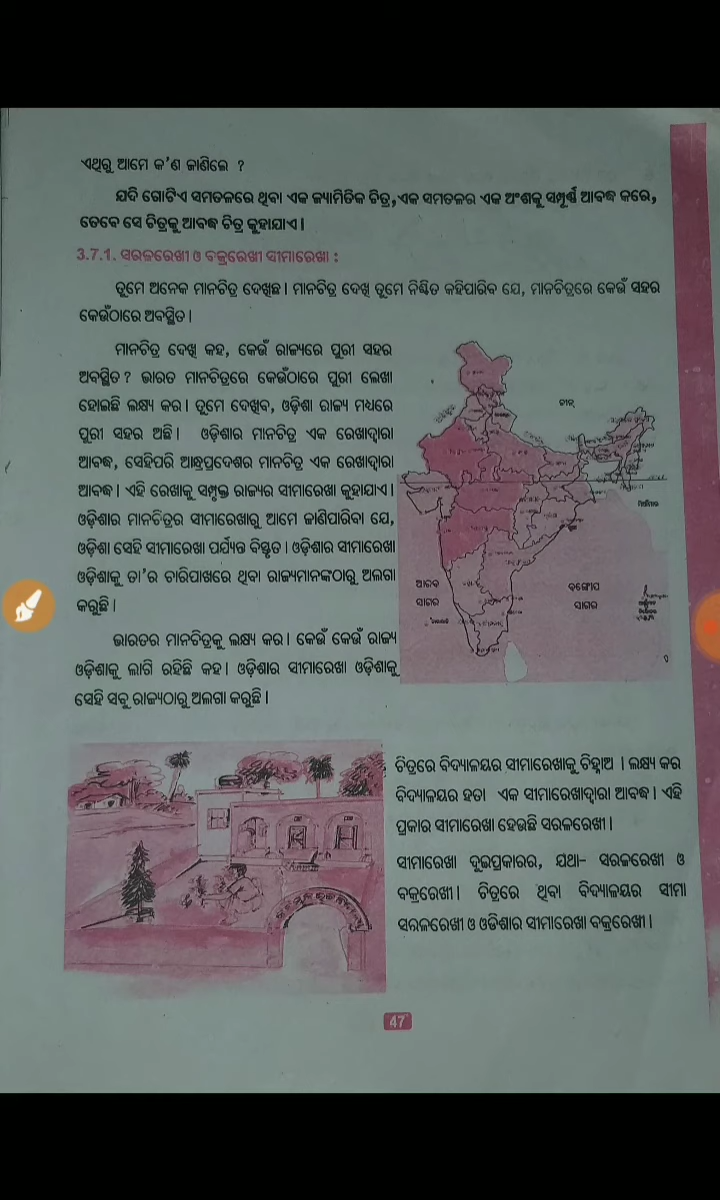 ଏଥିରୁ ଆମେ କ'ଣ ଜାଣିଲେ ?
ଯଦି ଗୋଟିଏ ସମତଳରେ ଥିବା ଏକ ଜ୍ୟାମିତିକ ଚିତ୍ର, ଏକ ସମତଳର ଏକ ଅଂଶକୁ ସମ୍ପୂର୍ଣ୍ଣ ଆବଦ୍ଧ କରେ,
ତେବେ ସେ ଚିତ୍ରକୁ ଆବଦ୍ଧ ଚିତ୍ର କୁହାଯାଏ ।
3.7.1. ସରଳରେଖୀ ଓ ବକ୍ରରେଖୀ ସୀମାରେଖା :
ତୁମେ ଅନେକ ମାନଚିତ୍ର ଦେଖିଛ । ମାନଚିତ୍ର ଦେଖି ତୁମେ ନିଶ୍ଚିତ କହିପାରିବ ଯେ, ମାନଚିତ୍ରରେ କେଉଁ ସହର
କେଉଁଠାରେ ଅବସ୍ଥିତ ।
ମାନଚିତ୍ର ଦେଖି କହ, କେଉଁ ରାଜ୍ୟରେ ପୁରୀ ସହର
ଅବସ୍ଥିତ ? ଭାରତ ମାନଚିତ୍ରରେ କେଉଁଠାରେ ପୁରୀ ଲେଖା
ହୋଇଛି ଲକ୍ଷ୍ୟ କର । ତୁମେ ଦେଖିବ, ଓଡ଼ିଶା ରାଜ୍ୟ ମଧ୍ୟରେ
ପୁରୀ ସହର ଅଛି । ଓଡ଼ିଶାର ମାନଚିତ୍ର ଏକ ରେଖାଦ୍ୱାରା
ଆବଦ୍ଧ, ସେହିପରି ଆନ୍ଧ୍ରପ୍ରଦେଶର ମାନଚିତ୍ର ଏକ ରେଖାଦ୍ୱାରା
ଆବଦ୍ଧ । ଏହି ରେଖାକୁ ସମ୍ପୃକ୍ତ ରାଜ୍ୟର ସୀମାରେଖା କୁହାଯାଏ ।
ଓଡ଼ିଶାର ମାନଚିତ୍ରର ସୀମାରେଖାରୁ ଆମେ ଜାଣିପାରିବା ଯେ,
ଓଡ଼ିଶା ସେହି ସୀମାରେଖା ପର୍ଯ୍ୟନ୍ତ ବିସ୍ତୃତ । ଓଡ଼ିଶାର ସୀମାରେଖା
ଓଡ଼ିଶାକୁ ତା'ର ଚାରିପାଖରେ ଥିବା ରାଜ୍ୟମାନଙ୍କଠାରୁ ଅଲଗା
କରୁଛି ।
ଭାରତର ମାନଚିତ୍ରକୁ ଲକ୍ଷ୍ୟ କର । କେଉଁ କେଉଁ ରାଜ୍ୟ
ଓଡ଼ିଶାକୁ ଲାଗି ରହିଛି କହ । ଓଡ଼ିଶାର ସୀମାରେଖା ଓଡ଼ିଶାକୁ
ସେହି ସବୁ ରାଜ୍ୟଠାରୁ ଅଲଗା କରୁଛି ।
ଚୀନ୍
ଆରବ
ସାଗର
ବଙ୍ଗୋପ
ସାଗର
ଚିତ୍ରରେ ବିଦ୍ୟାଳୟର ସୀମାରେଖାକୁ ଚିହ୍ନାଅ । ଲକ୍ଷ୍ୟ କର
ବିଦ୍ୟାଳୟର ହତା ଏକ ସୀମାରେଖାଦ୍ୱାରା ଆବଦ୍ଧ । ଏହି
ପ୍ରକାର ସୀମାରେଖା ହେଉଛି ସରଳରେଖୀ ।
ସୀମାରେଖା ଦୁଇପ୍ରକାରର, ଯଥା- ସରଳରେଖୀ ଓ
ବକ୍ରରେଖୀ । ଚିତ୍ରରେ ଥିବା ବିଦ୍ୟାଳୟର ସୀମା
ସରଳରେଖୀ ଓ ଓଡିଶାର ସୀମାରେଖା ବକ୍ରରେଖୀ ।
47